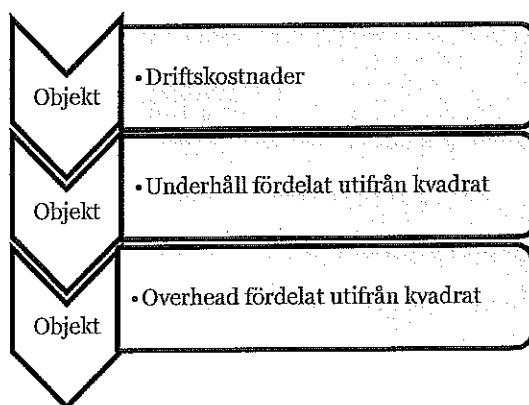 Objekt
• Driftskostnader
Objekt
• Underhåll fördelat utifrån kvadrat
Objekt
• Overhead fördelat utifrån kvadrat